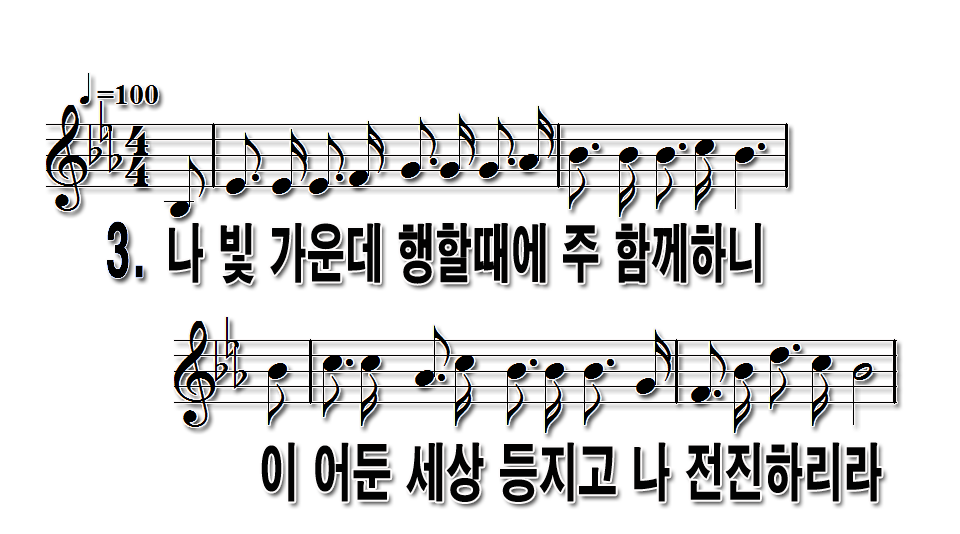 =100
4
4
3. 나 빛 가운데 행할때에 주 함께하니
이 어둔 세상 등지고 나 전진하리라